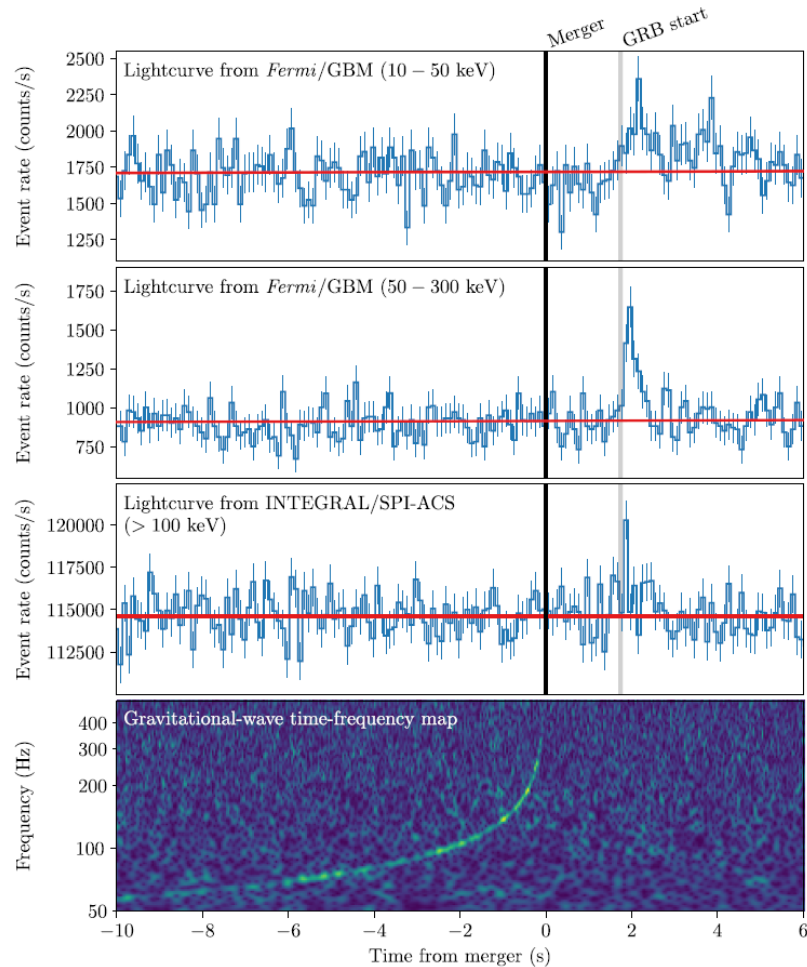 Merger
GRB start
Lightcurve from Fermi/GBM (10 − 50 keV)
Event rate (counts/s)
2500
2250
2000
1750
1500
1250
Lightcurve from Fermi/GBM (50 − 300 keV)
Event rate (counts/s)
1750
1500
1250
1000
750
Lightcurve from INTEGRAL/SPI-ACS
(> 100 keV)
Event rate (counts/s)
120000
117500
115000
112500
Gravitational-wave time-frequency map
Frequency (Hz)
400
300
200
100
50
−10 −8 −6 −4 −2 0 2 4 6
Time from merger (s)